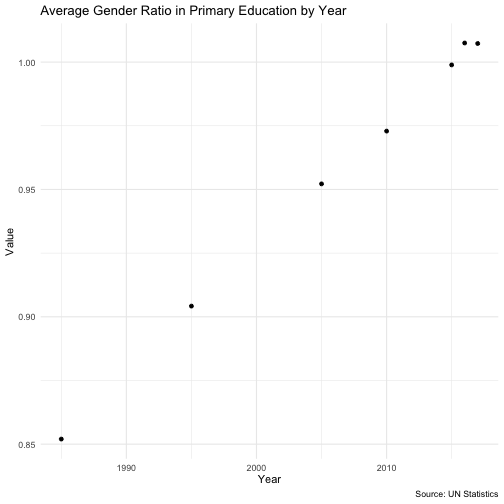 Average Gender Ratio in Primary Education by Year
1.00
0.95
0.90
0.85
Value
1990
2000
2010
Year
Source: UN Statistics